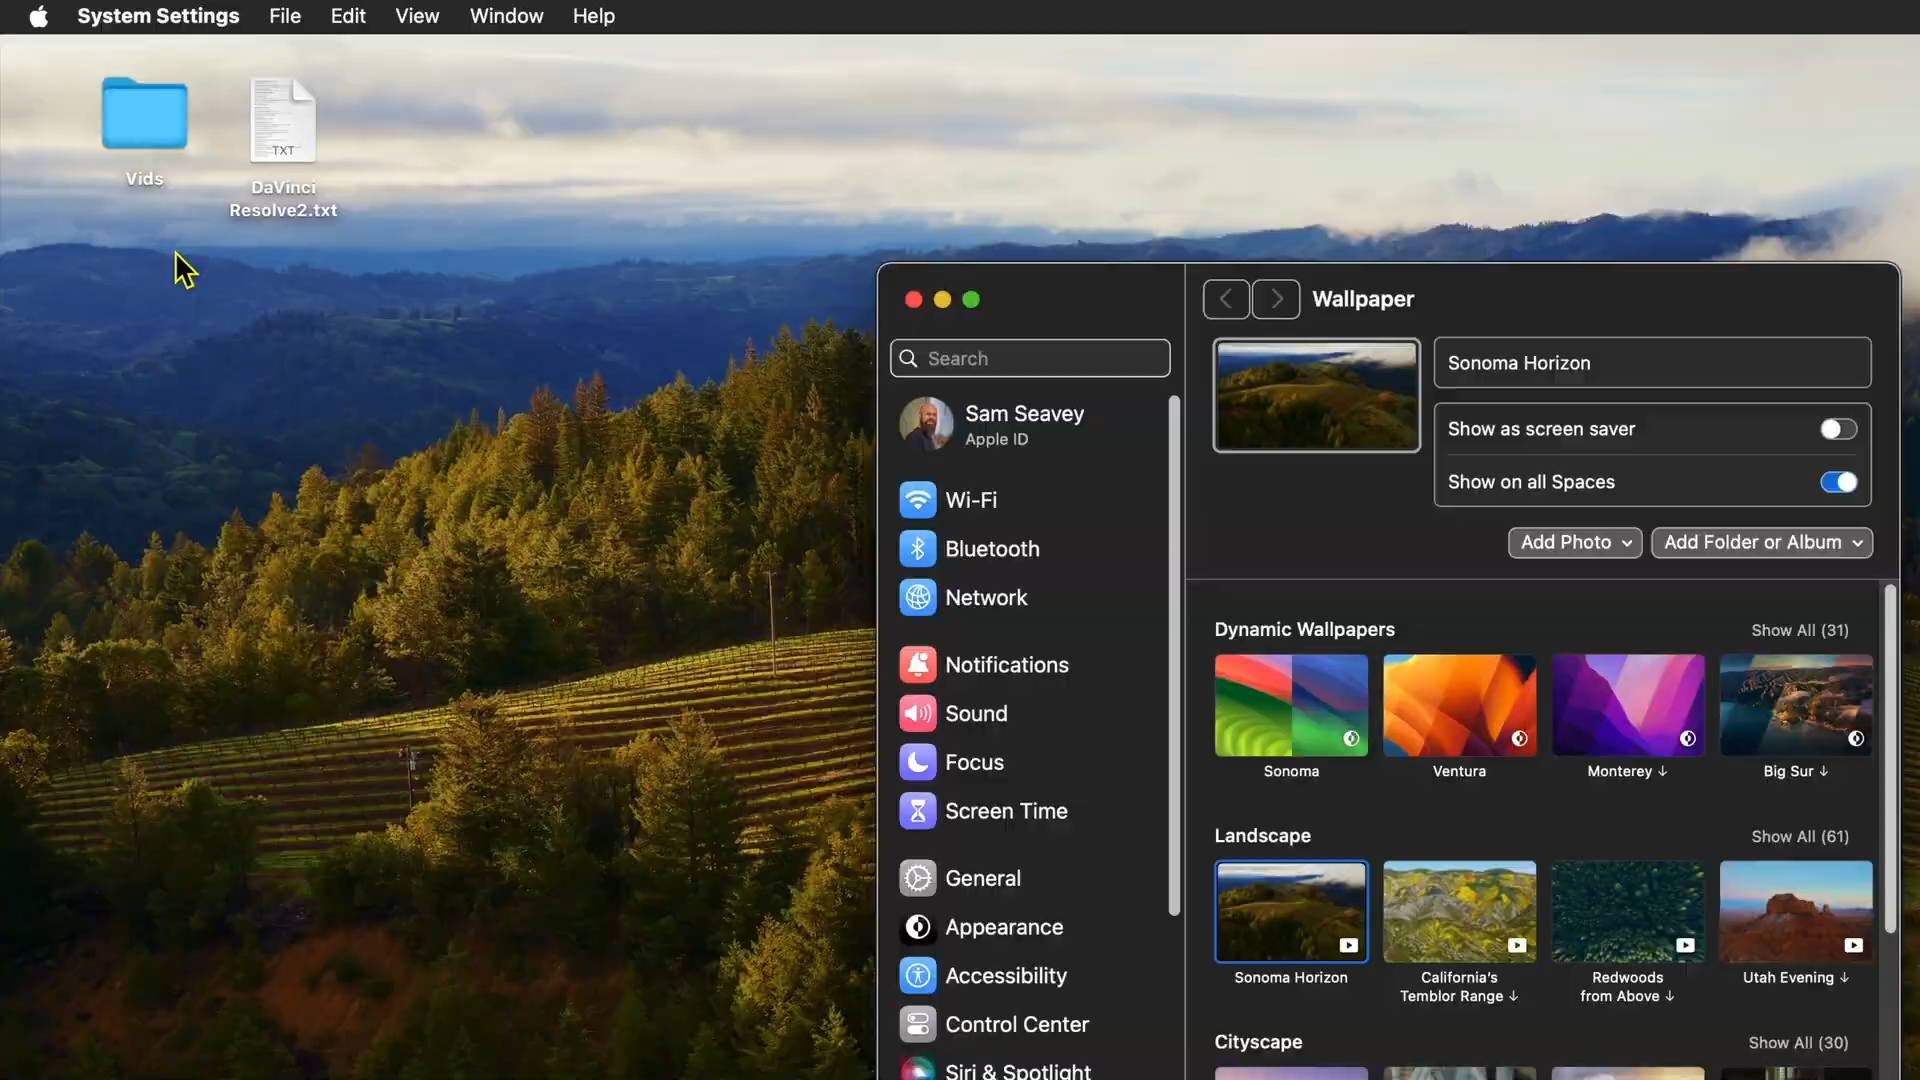 System Settings File Edit View Window Help
TXT
Vids
DaVinci
Resolve2.txt
Search
Sam Seavey
Apple ID
Wi-Fi
Bluetooth
Network
Notifications
Sound
Focus
Screen Time
General
Appearance
Accessibility
Control Center
Siri & Spotlight
Wallpaper
Sonoma Horizon
Show as screen saver
Show on all Spaces
Add Photo
Add Folder or Album
Dynamic Wallpapers Show All (31)
Sonoma Ventura Monterey ↓ Big Sur ↓
Landscape Show All (61)
Sonoma Horizon California's Redwoods Utah Evening ↓
Temblor Range ↓ from Above ↓
Cityscape Show All (30)